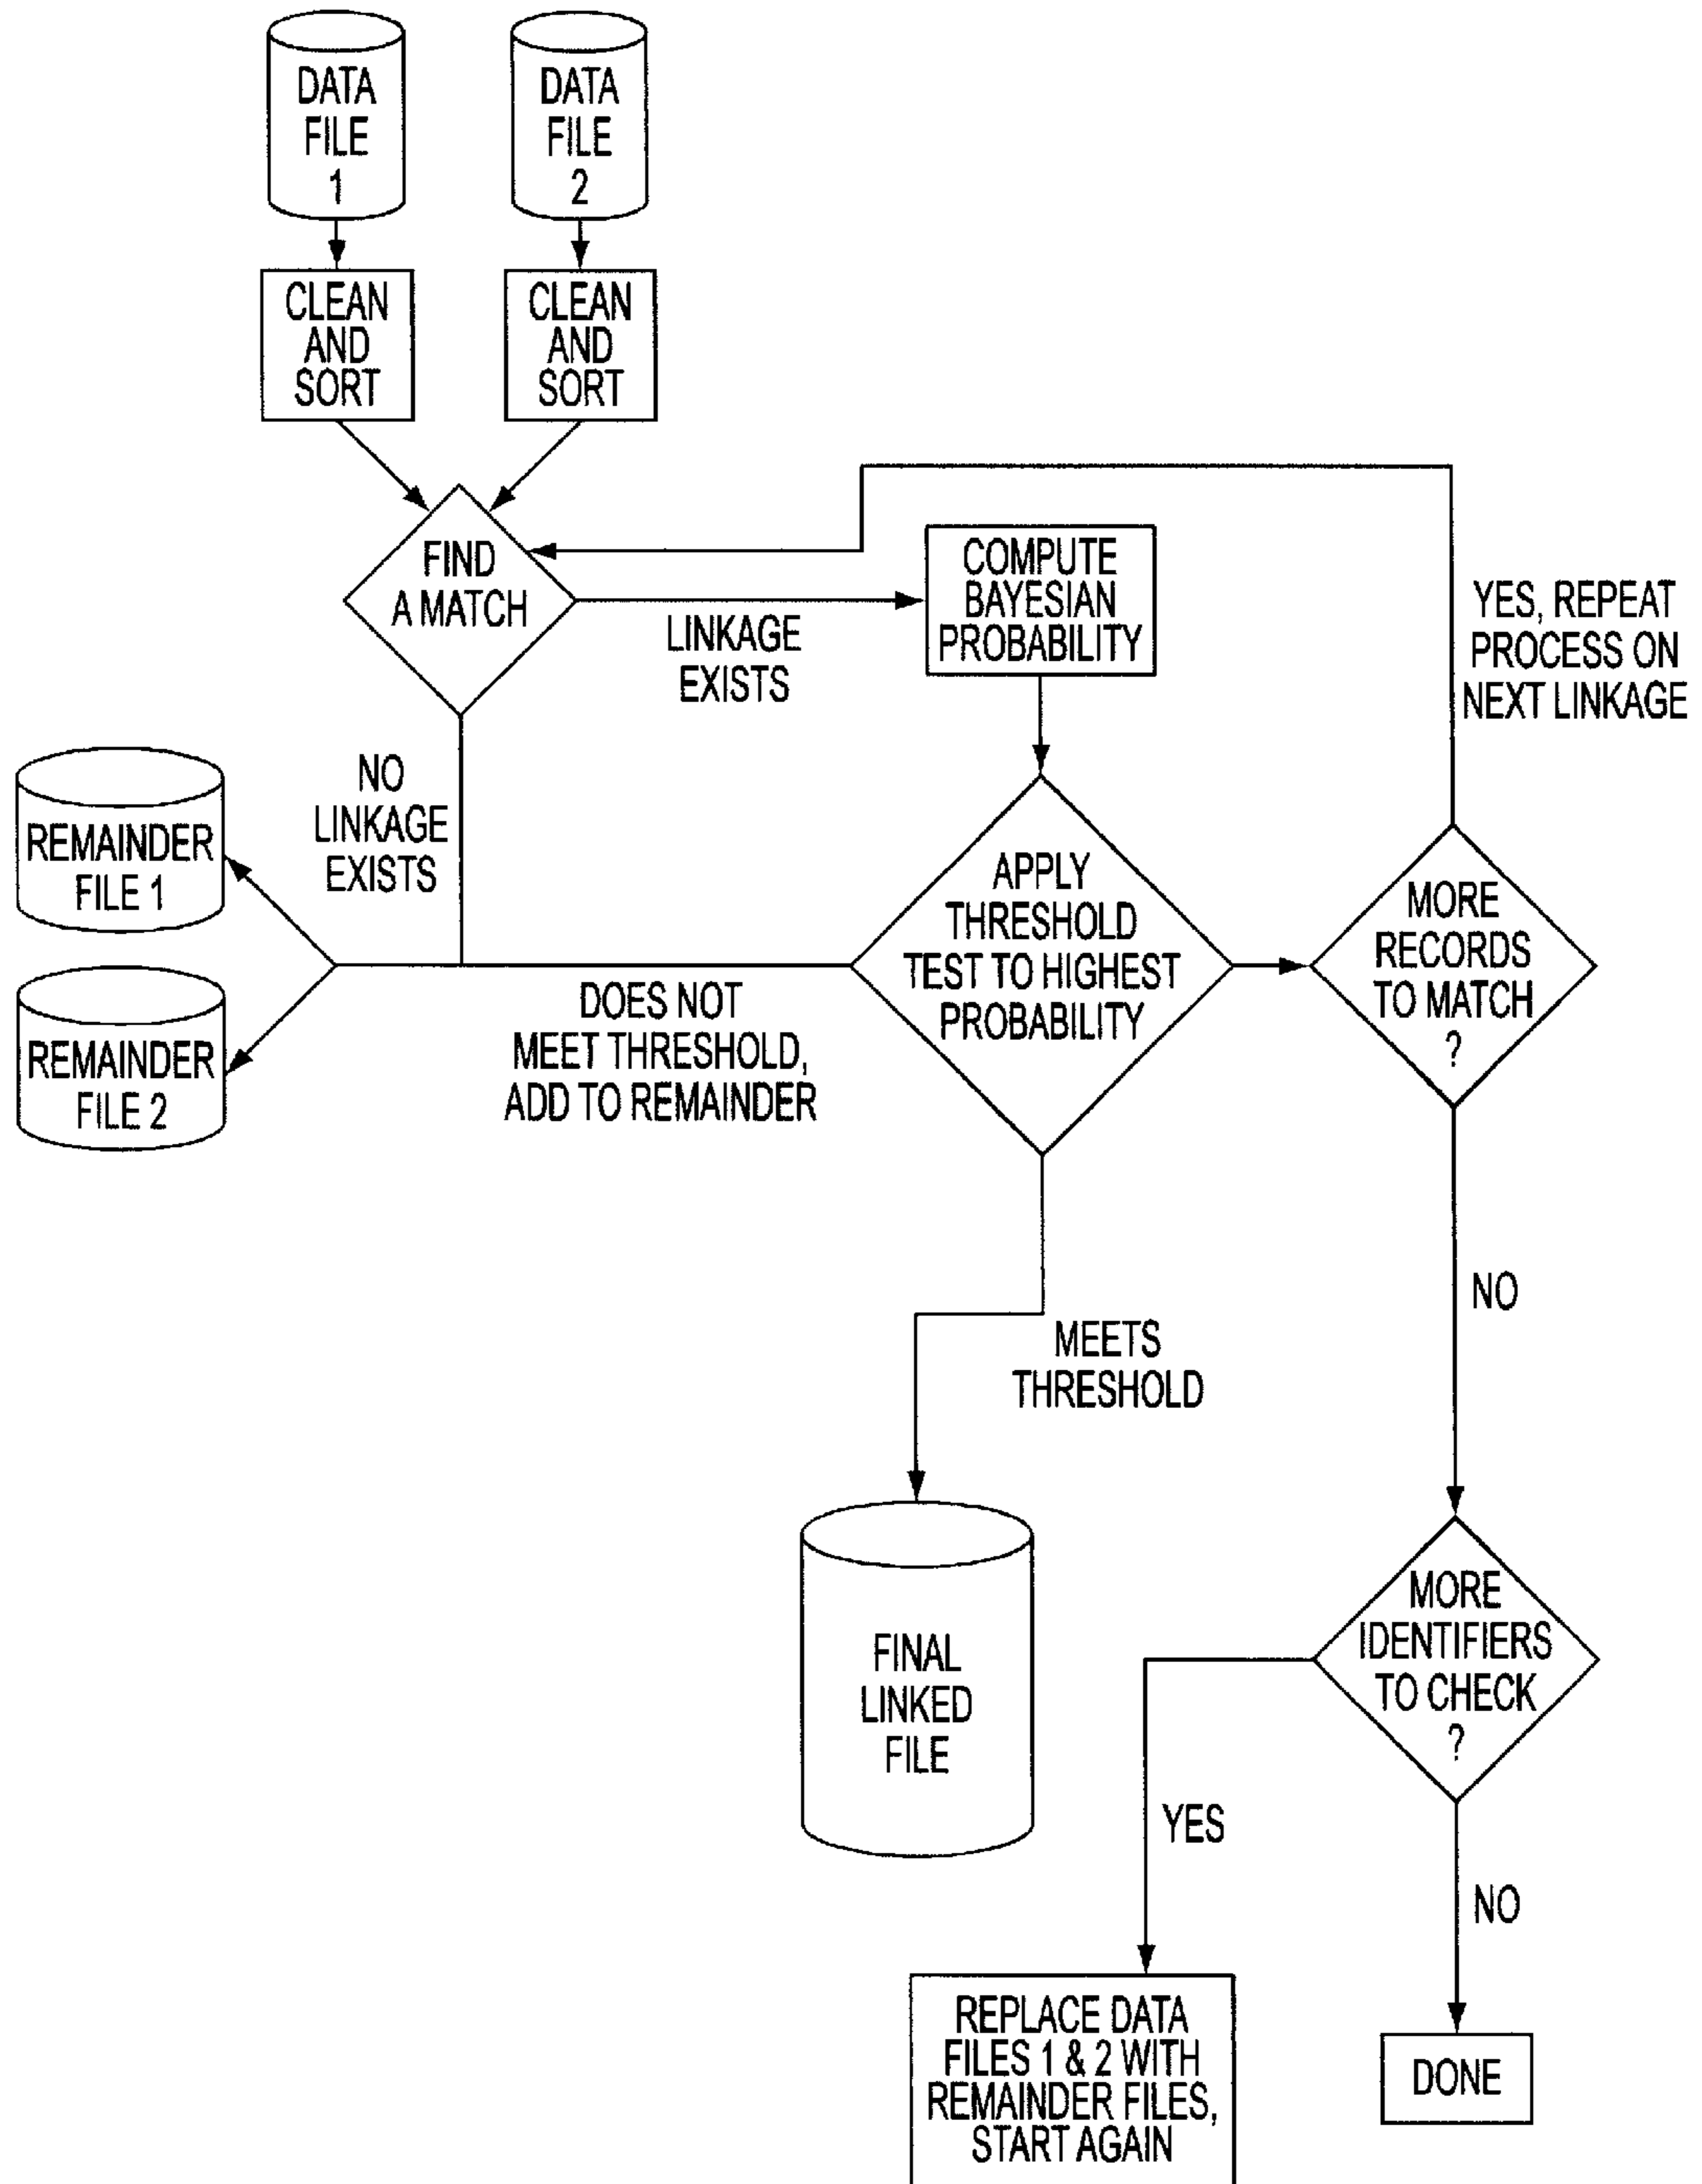 DATA
FILE
1
DATA
FILE
2
CLEAN
AND
SORT
CLEAN
AND
SORT
FIND
A MATCH
LINKAGE
EXISTS
COMPUTE
BAYESIAN
PROBABILITY
YES, REPEAT
PROCESS ON
NEXT LINKAGE
NO
LINKAGE
EXISTS
REMAINDER
FILE 1
REMAINDER
FILE 2
DOES NOT
MEET THRESHOLD,
ADD TO REMAINDER
APPLY
THRESHOLD
TEST TO HIGHEST
PROBABILITY
MORE
RECORDS
TO MATCH
?
NO
MEETS
THRESHOLD
FINAL
LINKED
FILE
MORE
IDENTIFIERS
TO CHECK
?
YES
NO
REPLACE DATA
FILES 1 & 2 WITH
REMAINDER FILES,
START AGAIN
DONE